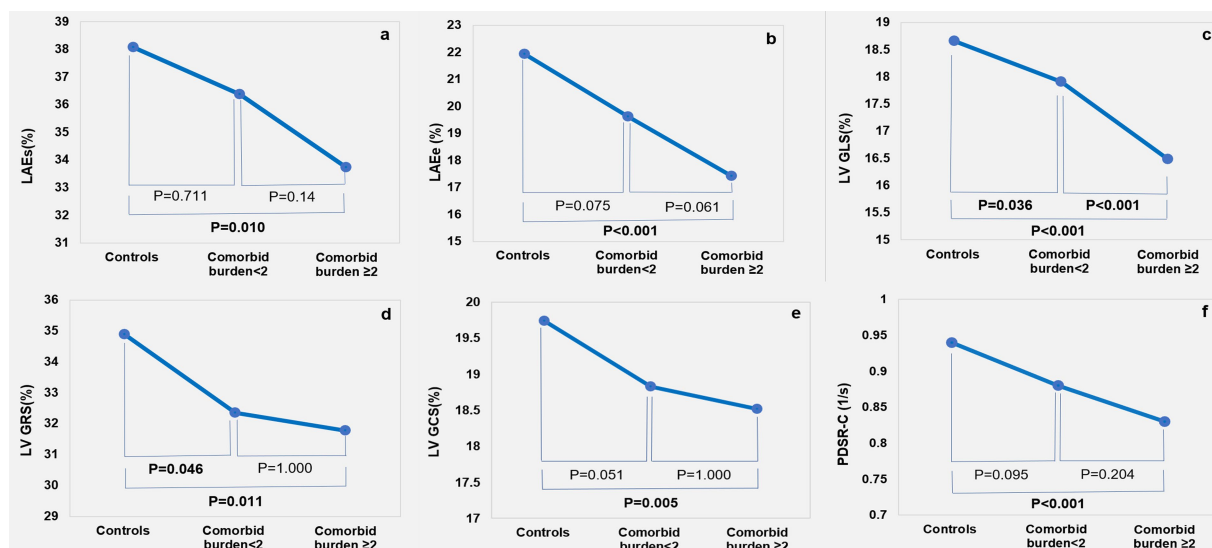 a
LAEs(%)
39
38
37
36
35
34
33
32
31
P=0.711
P=0.14
P=0.010
Controls
Comorbid
burden<2
Comorbid
burden ≥2
b
LAEe (%)
23
22
21
20
19
18
17
16
15
P=0.075
P=0.061
P<0.001
Controls
Comorbid
burden<2
Comorbid
burden ≥2
c
LV GLS(%)
19
18.5
18
17.5
17
16.5
16
15.5
15
P=0.036
P<0.001
P<0.001
Controls
Comorbid
burden<2
Comorbid
burden ≥2
d
LV GRS(%)
36
35
34
33
32
31
30
29
P=0.046
P=1.000
P=0.011
Controls
Comorbid
burden<2
Comorbid
burden ≥2
e
LV GCS(%)
20
19.5
19
18.5
18
17.5
17
P=0.051
P=1.000
P=0.005
Controls
Comorbid
burden<2
Comorbid
burden ≥2
f
PDSR-C (1/s)
1
0.95
0.9
0.85
0.8
0.75
0.7
P=0.095
P=0.204
P<0.001
Controls
Comorbid
burden<2
Comorbid
burden ≥2